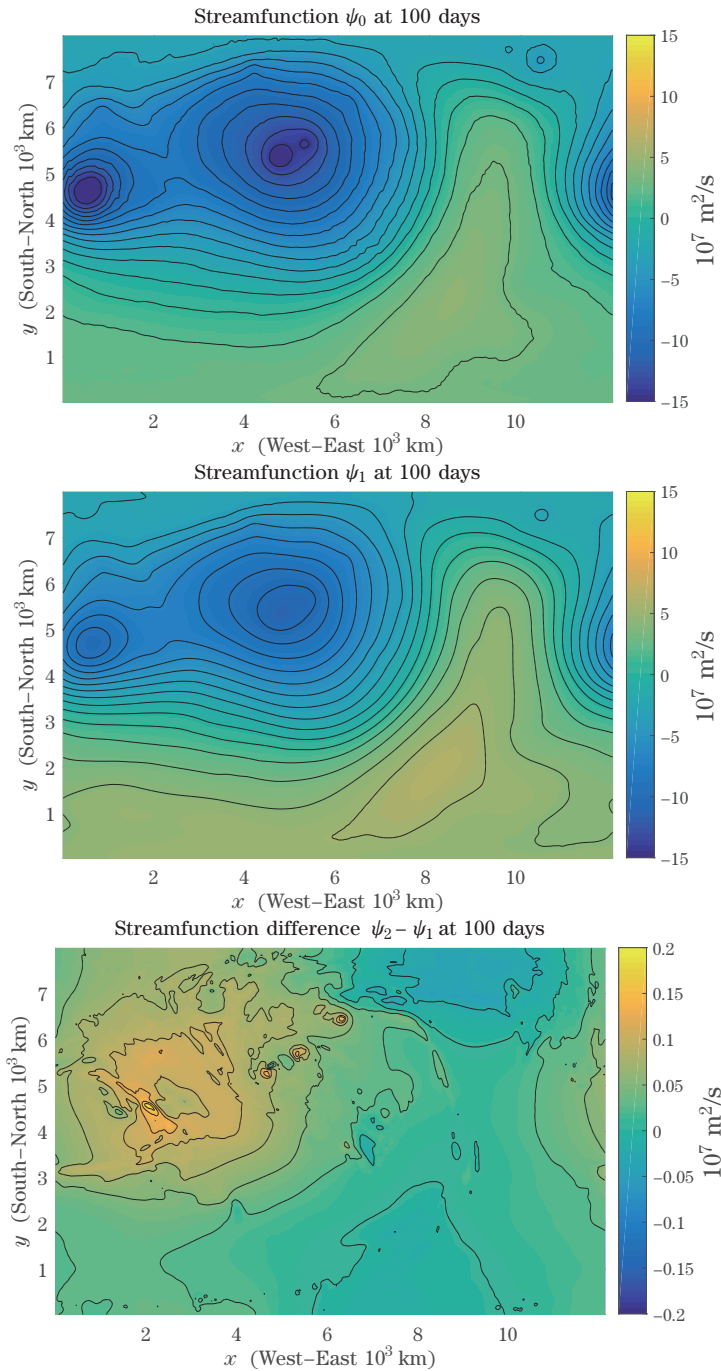 Streamfunction ψ₀ at 100 days
7
6
5
4
3
2
1
y (South–North 10³ km)
2 4 6 8 10
x (West–East 10³ km)
15
10
5
0
−5
−10
−15
10⁷ m²/s
Streamfunction ψ₁ at 100 days
7
6
5
4
3
2
1
y (South–North 10³ km)
2 4 6 8 10
x (West–East 10³ km)
15
10
5
0
−5
−10
−15
10⁷ m²/s
Streamfunction difference ψ₂ − ψ₁ at 100 days
7
6
5
4
3
2
1
y (South–North 10³ km)
2 4 6 8 10
x (West–East 10³ km)
0.2
0.15
0.1
0.05
0
−0.05
−0.1
−0.15
−0.2
10⁷ m²/s